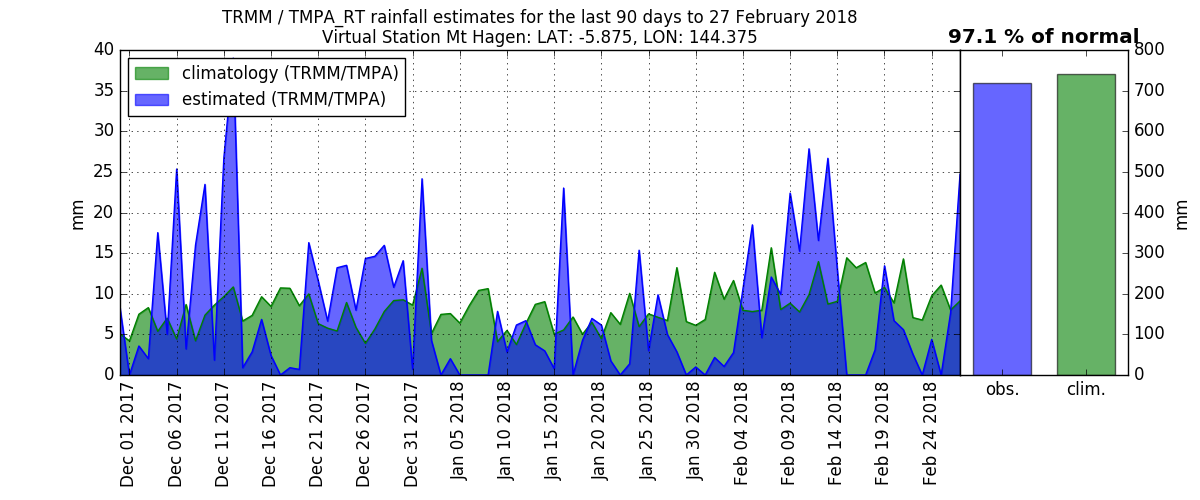 TRMM / TMPA_RT rainfall estimates for the last 90 days to 27 February 2018
Virtual Station Mt Hagen: LAT: -5.875, LON: 144.375
97.1 % of normal
climatology (TRMM/TMPA)
estimated (TRMM/TMPA)
40
35
30
25
20
15
10
5
0
mm
Dec 01 2017
Dec 06 2017
Dec 11 2017
Dec 16 2017
Dec 21 2017
Dec 26 2017
Dec 31 2017
Jan 05 2018
Jan 10 2018
Jan 15 2018
Jan 20 2018
Jan 25 2018
Jan 30 2018
Feb 04 2018
Feb 09 2018
Feb 14 2018
Feb 19 2018
Feb 24 2018
obs.
clim.
800
700
600
500
400
300
200
100
0
mm